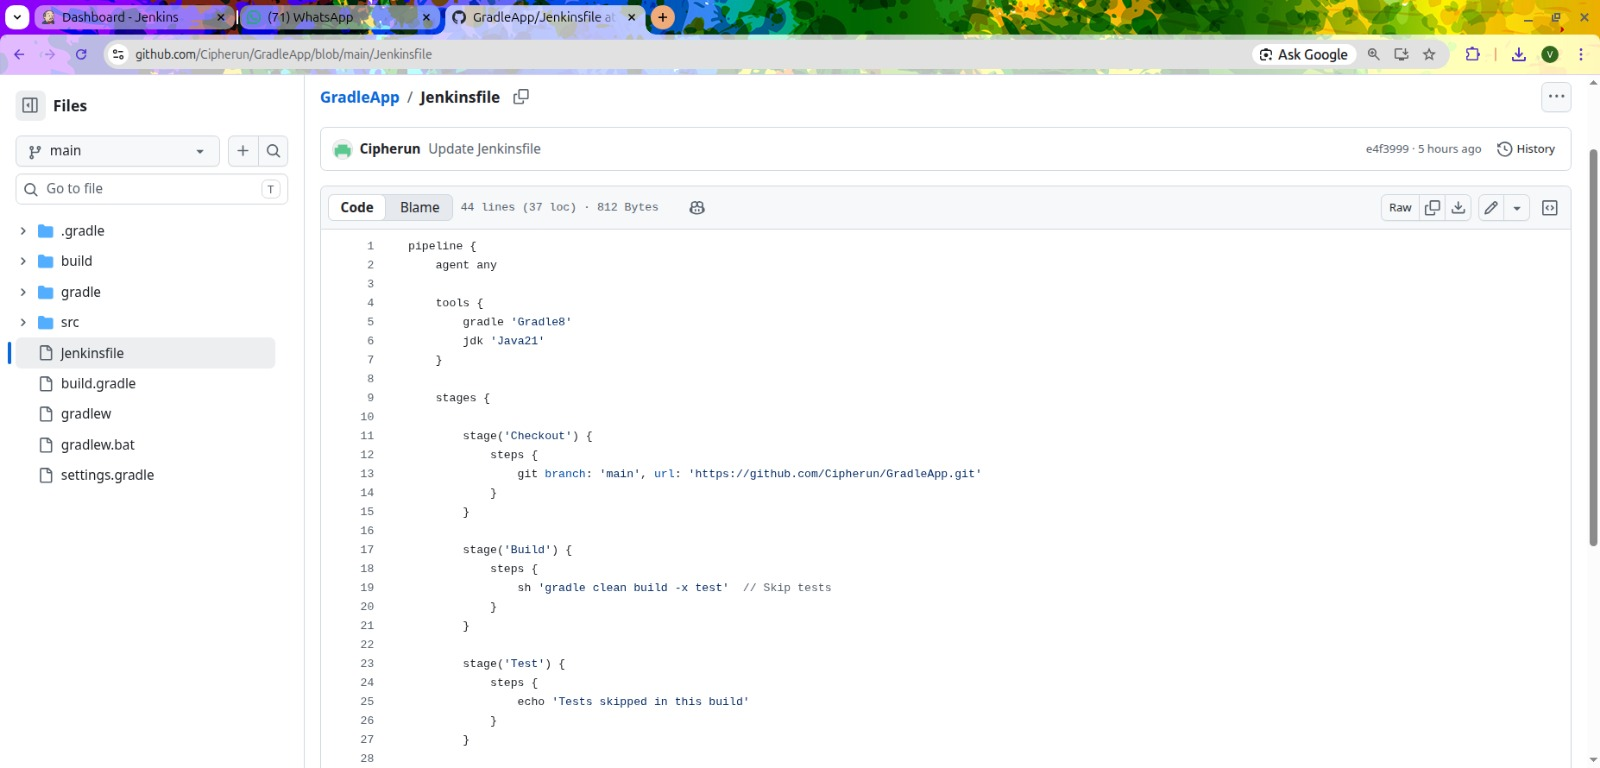 Dashboard - Jenkins
(71) WhatsApp
GradleApp/Jenkinsfile at
github.com/Cipherun/GradleApp/blob/main/Jenkinsfile
Ask Google
V
Files
main
Go to file
T
.gradle
build
gradle
src
Jenkinsfile
build.gradle
gradlew
gradlew.bat
settings.gradle
GradleApp / Jenkinsfile
Cipherun Update Jenkinsfile
e4f3999 · 5 hours ago
History
Code
Blame
44 lines (37 loc) · 812 Bytes
Raw
1 pipeline {
2 agent any
3
4 tools {
5 gradle 'Gradle8'
6 jdk 'Java21'
7 }
8
9 stages {
10
11 stage('Checkout') {
12 steps {
13 git branch: 'main', url: 'https://github.com/Cipherun/GradleApp.git'
14 }
15 }
16
17 stage('Build') {
18 steps {
19 sh 'gradle clean build -x test' // Skip tests
20 }
21 }
22
23 stage('Test') {
24 steps {
25 echo 'Tests skipped in this build'
26 }
27 }
28